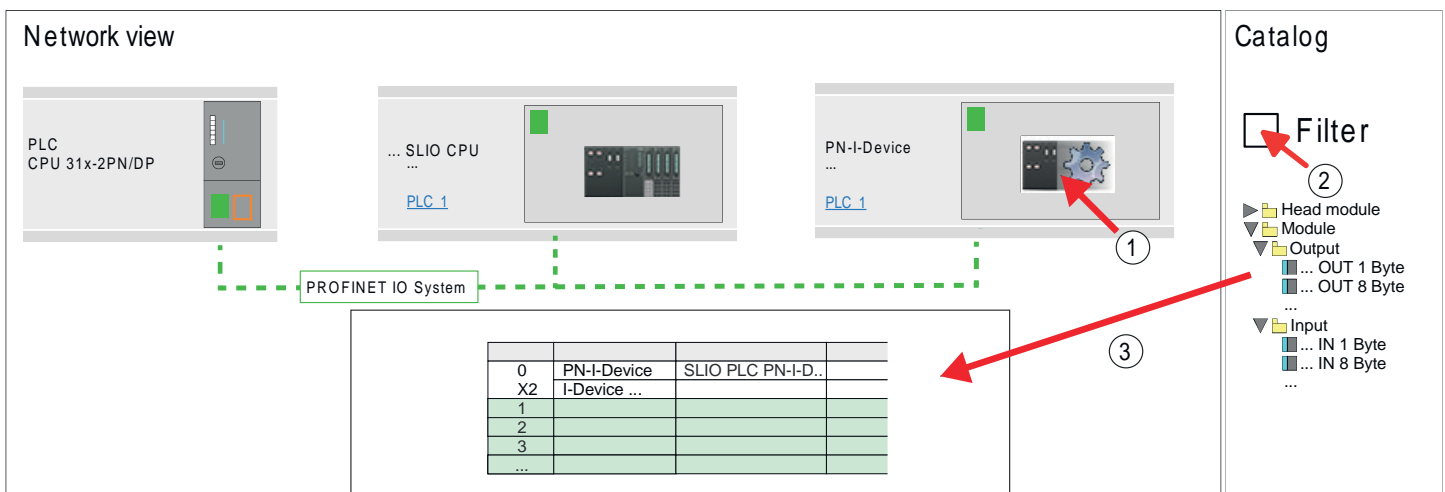 Network view
PLC
CPU 31x-2PN/DP
... SLIO CPU
...
PLC_1
PN-I-Device
...
PLC_1
PROFINET IO System
1
0 PN-I-Device SLIO PLC PN-I-D..
X2 I-Device ...
1
2
3
...
3
Catalog
Filter
2
Head module
Module
Output
... OUT 1 Byte
... OUT 8 Byte
...
Input
... IN 1 Byte
... IN 8 Byte
...